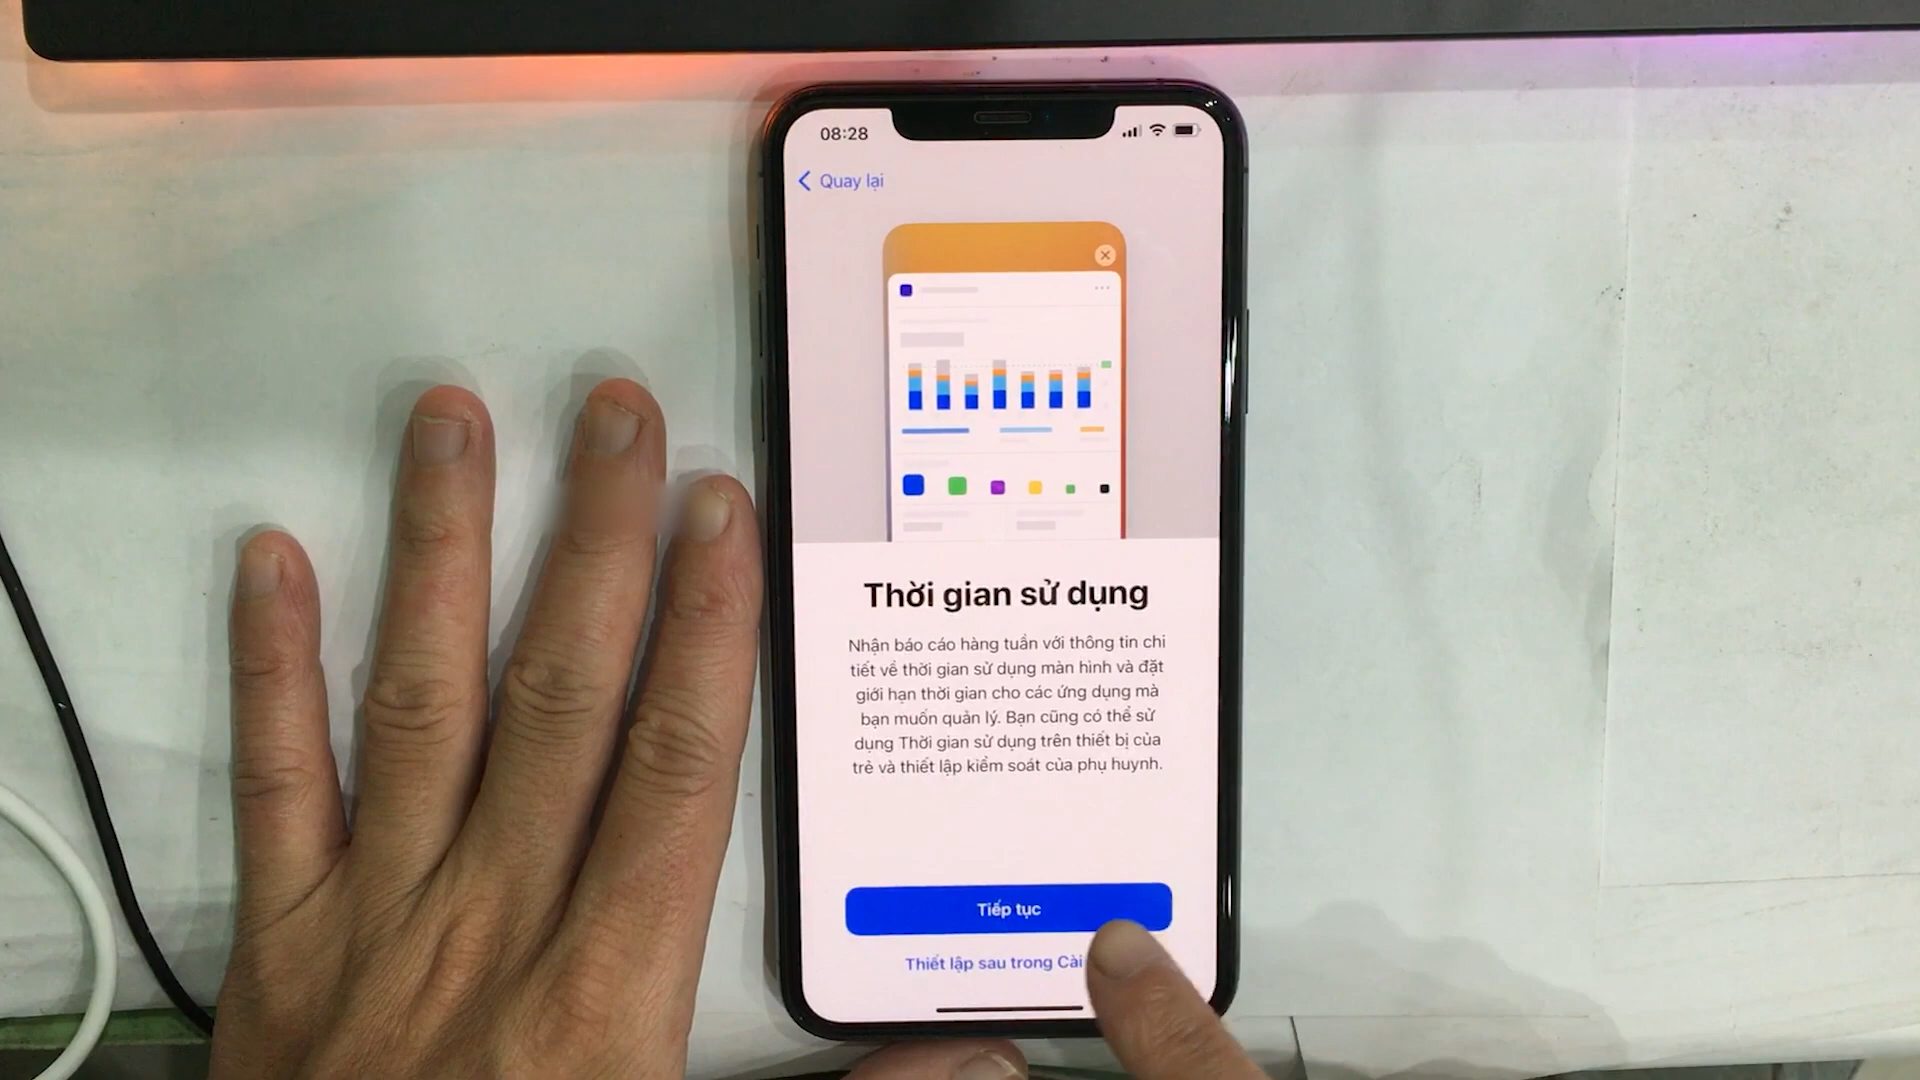 08:28
Quay lại
Thời gian sử dụng
Nhận báo cáo hàng tuần với thông tin chi
tiết về thời gian sử dụng màn hình và đặt
giới hạn thời gian cho các ứng dụng mà
bạn muốn quản lý. Bạn cũng có thể sử
dụng Thời gian sử dụng trên thiết bị của
trẻ và thiết lập kiểm soát của phụ huynh.
Tiếp tục
Thiết lập sau trong Cài